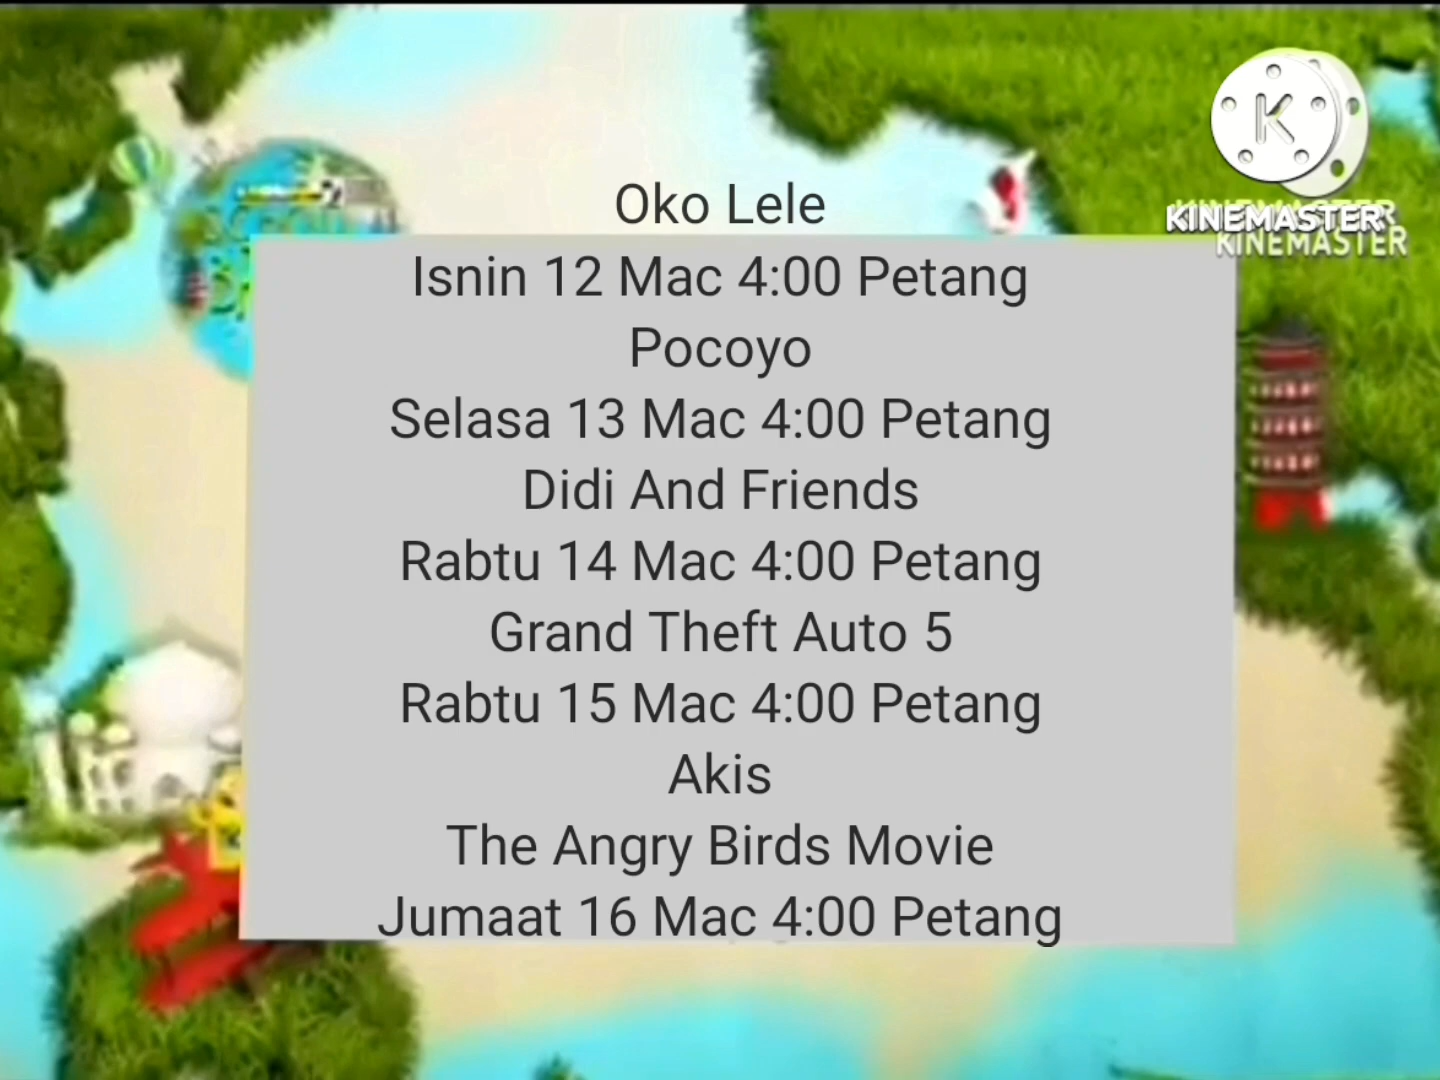 Oko Lele
Isnin 12 Mac 4:00 Petang
Pocoyo
Selasa 13 Mac 4:00 Petang
Didi And Friends
Rabtu 14 Mac 4:00 Petang
Grand Theft Auto 5
Rabtu 15 Mac 4:00 Petang
Akis
The Angry Birds Movie
Jumaat 16 Mac 4:00 Petang
K
KINEMASTER
KINEMASTER